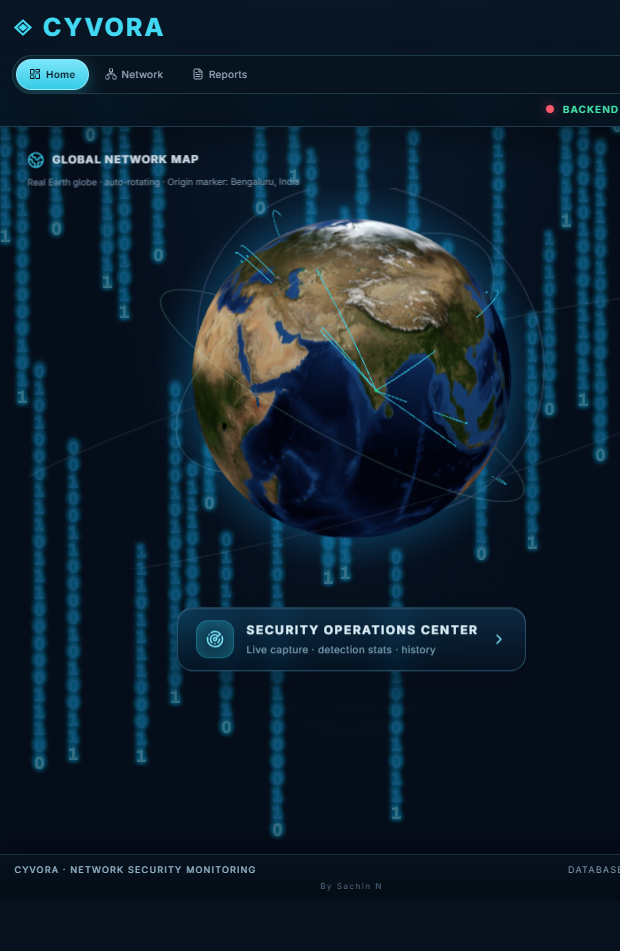 CYVORA
Home Network Reports
BACKEND
GLOBAL NETWORK MAP
Real Earth globe · auto-rotating · Origin marker: Bengaluru, India
SECURITY OPERATIONS CENTER
Live capture · detection stats · history
CYVORA · NETWORK SECURITY MONITORING
DATABASE
By Sachin N